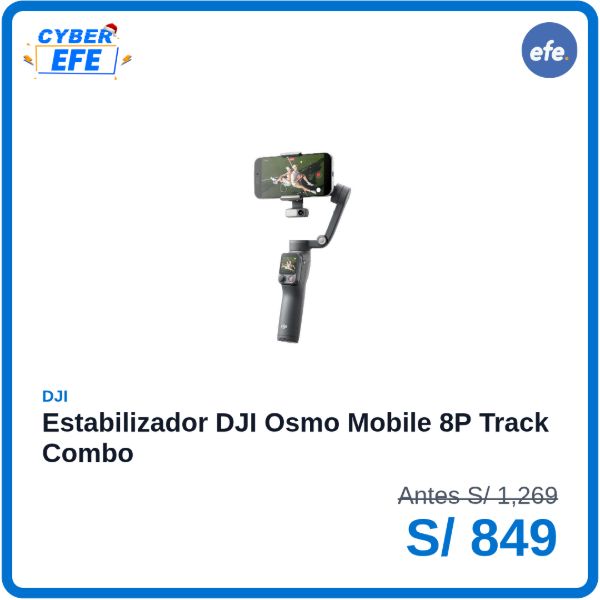 CYBER
EFE
efe.
DJI
Estabilizador DJI Osmo Mobile 8P Track
Combo
Antes S/ 1,269
S/ 849